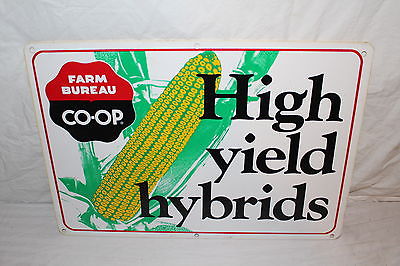 FARM
BUREAU
CO-OP®
High
yield
hybrids